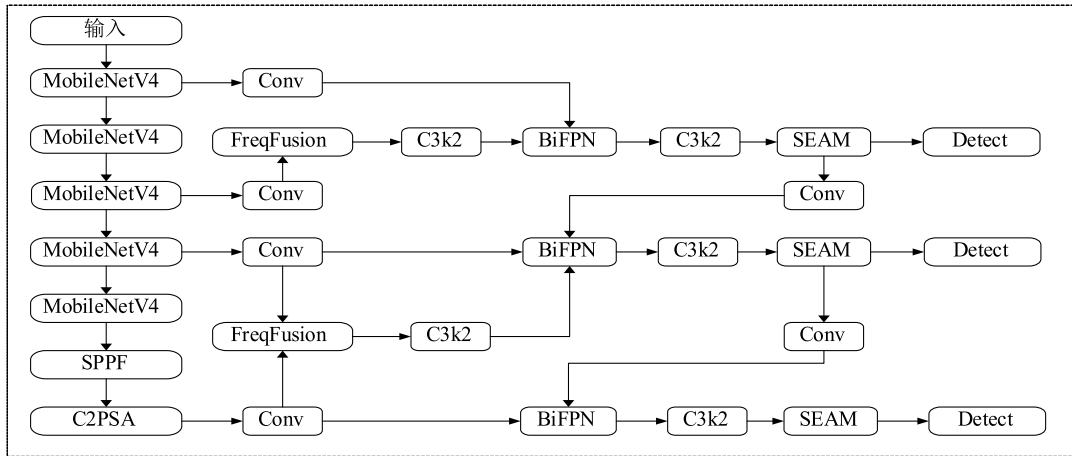 输入
MobileNetV4 Conv
MobileNetV4 FreqFusion C3k2 BiFPN C3k2 SEAM Detect
MobileNetV4 Conv Conv
MobileNetV4 Conv BiFPN C3k2 SEAM Detect
MobileNetV4 FreqFusion C3k2 Conv
SPPF
C2PSA Conv BiFPN C3k2 SEAM Detect